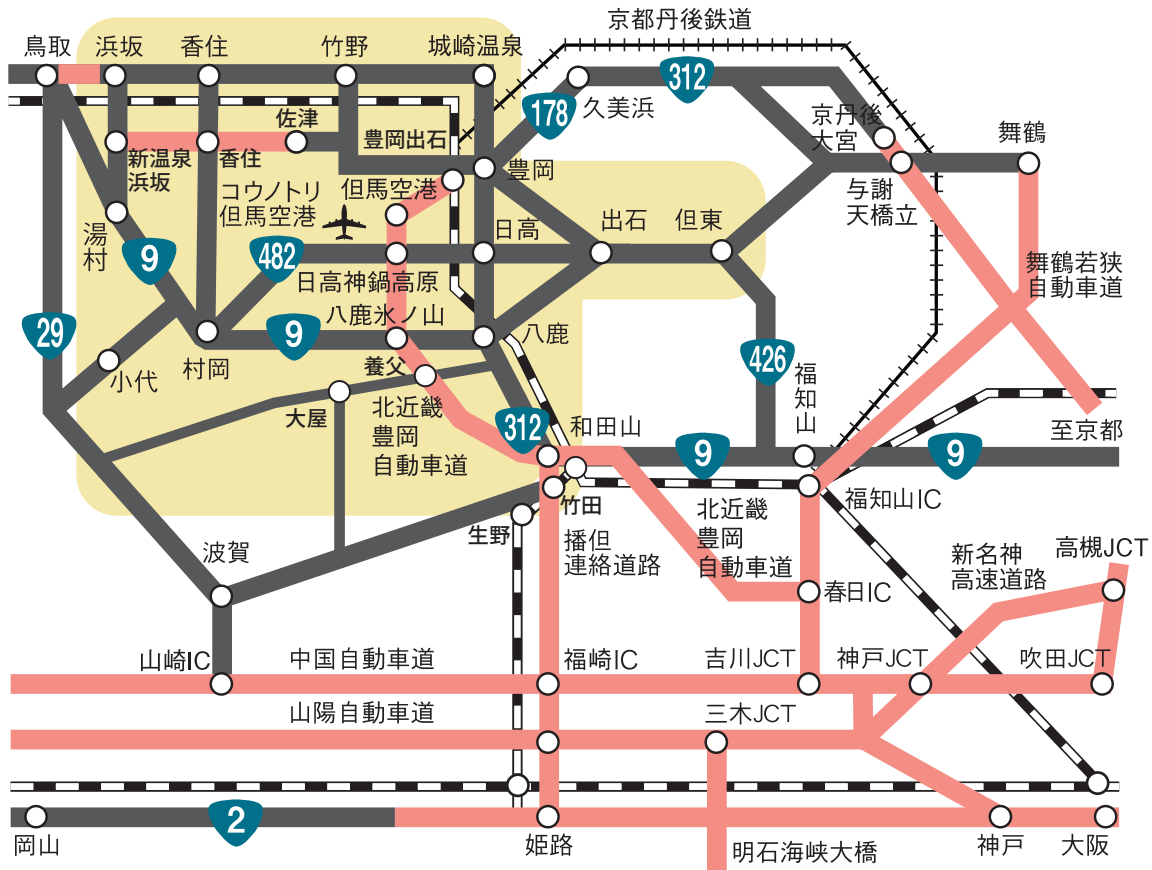 京都丹後鉄道
鳥取
浜坂
香住
竹野
城崎温泉
312
178
久美浜
佐津
豊岡出石
京丹後
大宮
舞鶴
新温泉
浜坂
香住
豊岡
コウノトリ
但馬空港
但馬空港
与謝
天橋立
湯村
9
482
日高
出石
但東
日高神鍋高原
舞鶴若狭
自動車道
29
八鹿氷ノ山
9
八鹿
村岡
小代
養父
426
福知山
大屋
北近畿
豊岡
自動車道
312
和田山
9
9
至京都
竹田
福知山IC
生野
播但
連絡道路
北近畿
豊岡
自動車道
新名神
高速道路
高槻JCT
波賀
春日IC
山崎IC
中国自動車道
福崎IC
吉川JCT
神戸JCT
吹田JCT
山陽自動車道
三木JCT
2
岡山
姫路
明石海峡大橋
神戸
大阪